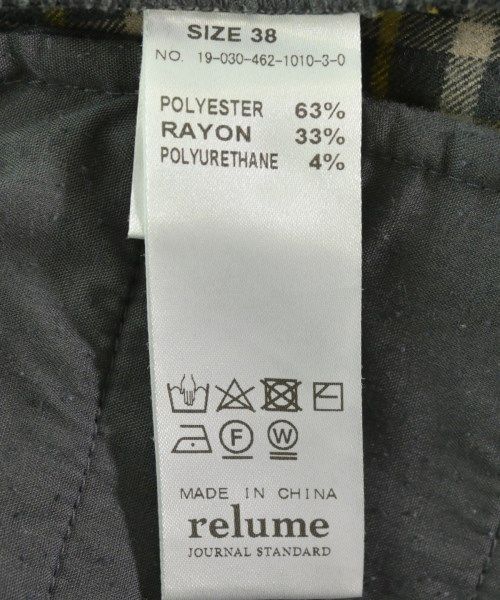 SIZE 38
NO. 19-030-462-1010-3-0
POLYESTER 63%
RAYON 33%
POLYURETHANE 4%
F W
MADE IN CHINA
relume
JOURNAL STANDARD